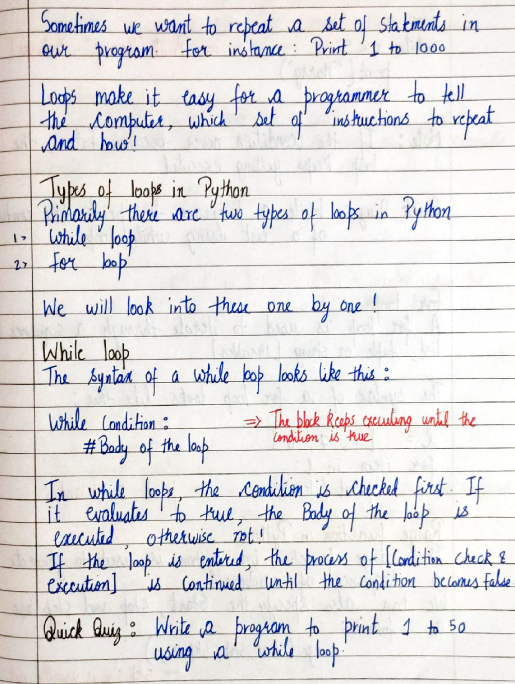 Sometimes we want to repeat a set of statements in
our program. for instance : Print 1 to 1000
Loops make it easy for a programmer to tell
the Computer, which set of instructions to repeat
and how!
Types of loops in Python
Primarily there are two types of loops in Python
1> While loop
2> for loop
We will look into these one by one !
While loop
The Syntax of a while loop looks like this :
While Condition : => The block Keeps executing until the
condition is true
# Body of the loop
In while loops, the Condition is checked first. If
it evaluates to true, the Body of the loop is
executed, otherwise not!
If the loop is entered, the process of [Condition check &
execution] is Continued until the Condition becomes false.
Quick Quiz : Write a program to print 1 to 50
using a while loop.